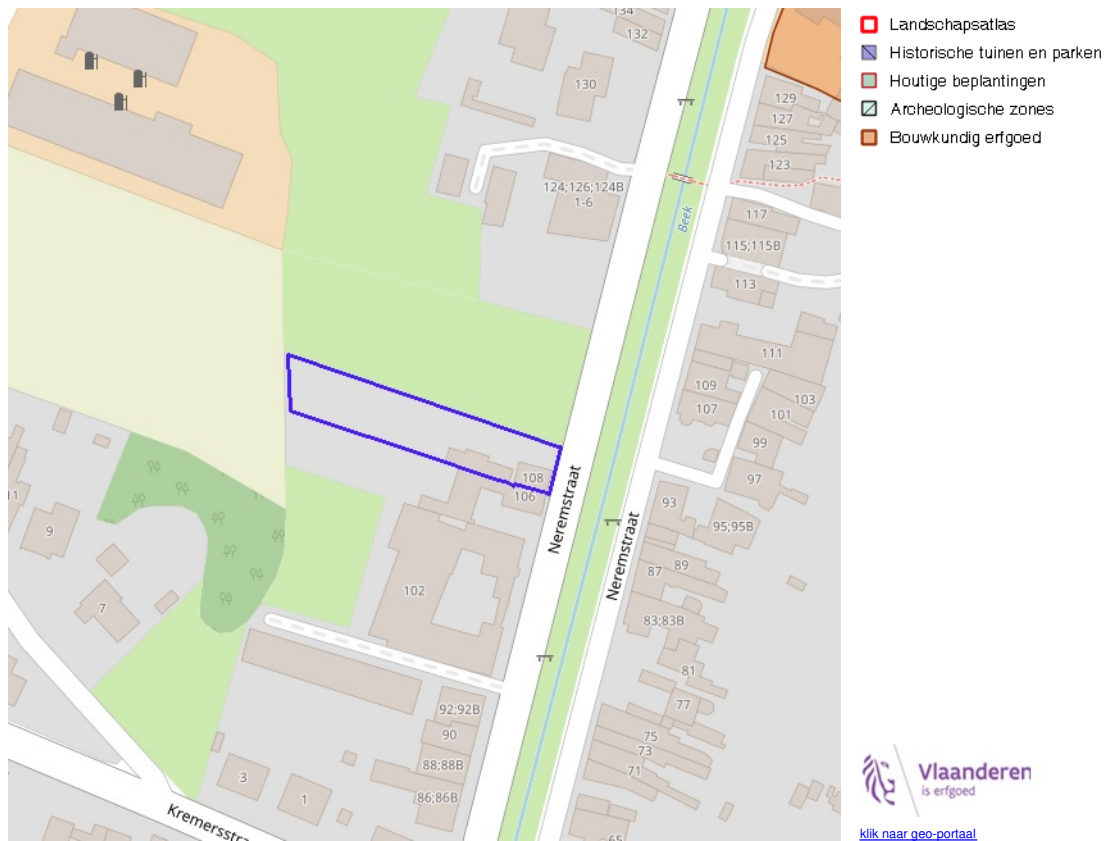 134
132
130
124;126;124B
1-6
Beek
129
127
125
123
117
115;115B
113
111
109
107
103
101
99
97
93
95;95B
89
87
83;83B
81
77
75
73
71
65
108
106
102
Neremstraat
Neremstraat
11
9
7
92;92B
90
88;88B
86;86B
3
1
Landschapsatlas
Historische tuinen en parken
Houtige beplantingen
Archeologische zones
Bouwkundig erfgoed
Vlaanderen
is erfgoed
klik naar geo-portaal